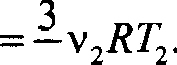 = 3/2 ν₂RT₂.